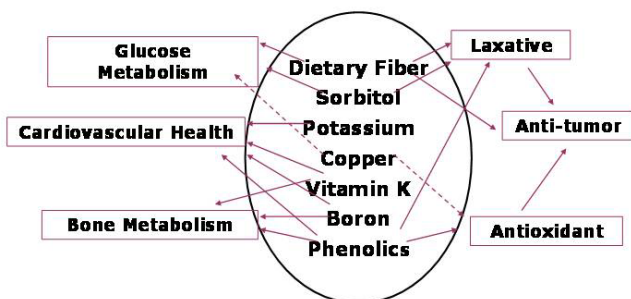 Glucose
Metabolism
Cardiovascular Health
Bone Metabolism
Dietary Fiber
Sorbitol
Potassium
Copper
Vitamin K
Boron
Phenolics
Laxative
Anti-tumor
Antioxidant